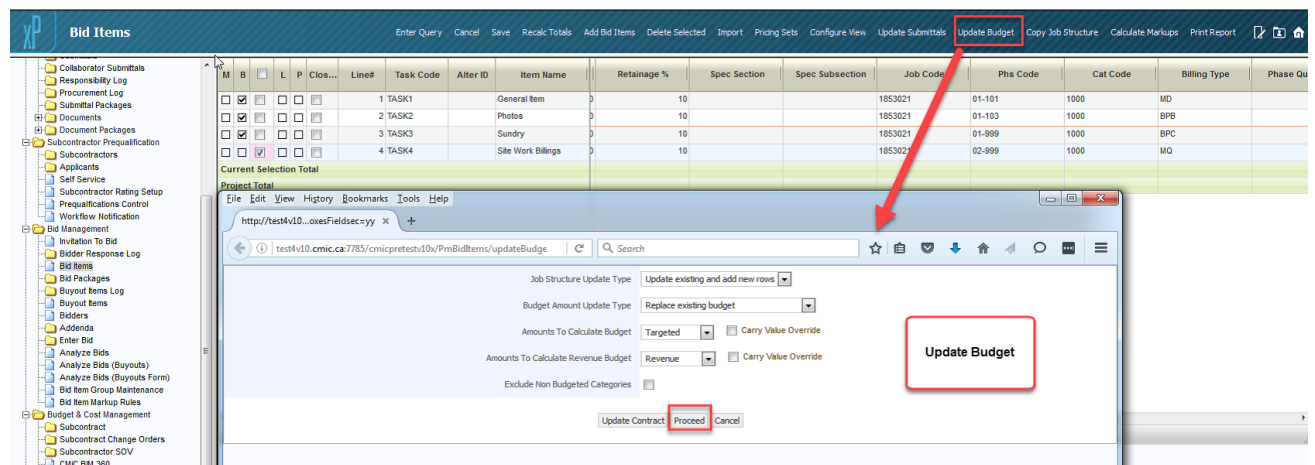 xP Bid Items
Enter Query Cancel Save Recalc Totals Add Bid Items Delete Selected Import Pricing Sets Configure View Update Submittals Update Budget Copy Job Structure Calculate Markups Print Report
Collaborator Submittals
Responsibility Log
Procurement Log
Submittal Packages
Documents
Document Packages
Subcontractor Prequalification
Subcontractors
Applicants
Self Service
Subcontractor Rating Setup
Prequalifications Control
Workflow Notification
Bid Management
Invitation To Bid
Bidder Response Log
Bid Items
Bid Packages
Buyout Items Log
Buyout Items
Bidders
Addenda
Enter Bid
Analyze Bids
Analyze Bids (Buyouts)
Analyze Bids (Buyouts Form)
Bid Item Group Maintenance
Bid Item Markup Rules
Budget & Cost Management
Subcontract
Subcontract Change Orders
Subcontractor SOV
CMiC BIM 360
M B L P Clos... Line# Task Code Alter ID Item Name Retainage % Spec Section Spec Subsection Job Code Phs Code Cat Code Billing Type Phase Qu
1 TASK1 General Item 0 10 1853021 01-101 1000 MD
2 TASK2 Photos 0 10 1853021 01-103 1000 BPB
3 TASK3 Sundry 0 10 1853021 01-999 1000 BPC
4 TASK4 Site Work Billings 0 10 1853021 02-999 1000 MQ
Current Selection Total
Project Total
File Edit View History Bookmarks Tools Help
http://test4v10...oxesFieldsec=yy × +
test4v10.cmic.ca:7785/cmicpretestv10x/PmBidItems/updateBudge
Search
Job Structure Update Type Update existing and add new rows
Budget Amount Update Type Replace existing budget
Amounts To Calculate Budget Targeted Carry Value Override
Amounts To Calculate Revenue Budget Revenue Carry Value Override
Exclude Non Budgeted Categories
Update Contract Proceed Cancel
Update Budget